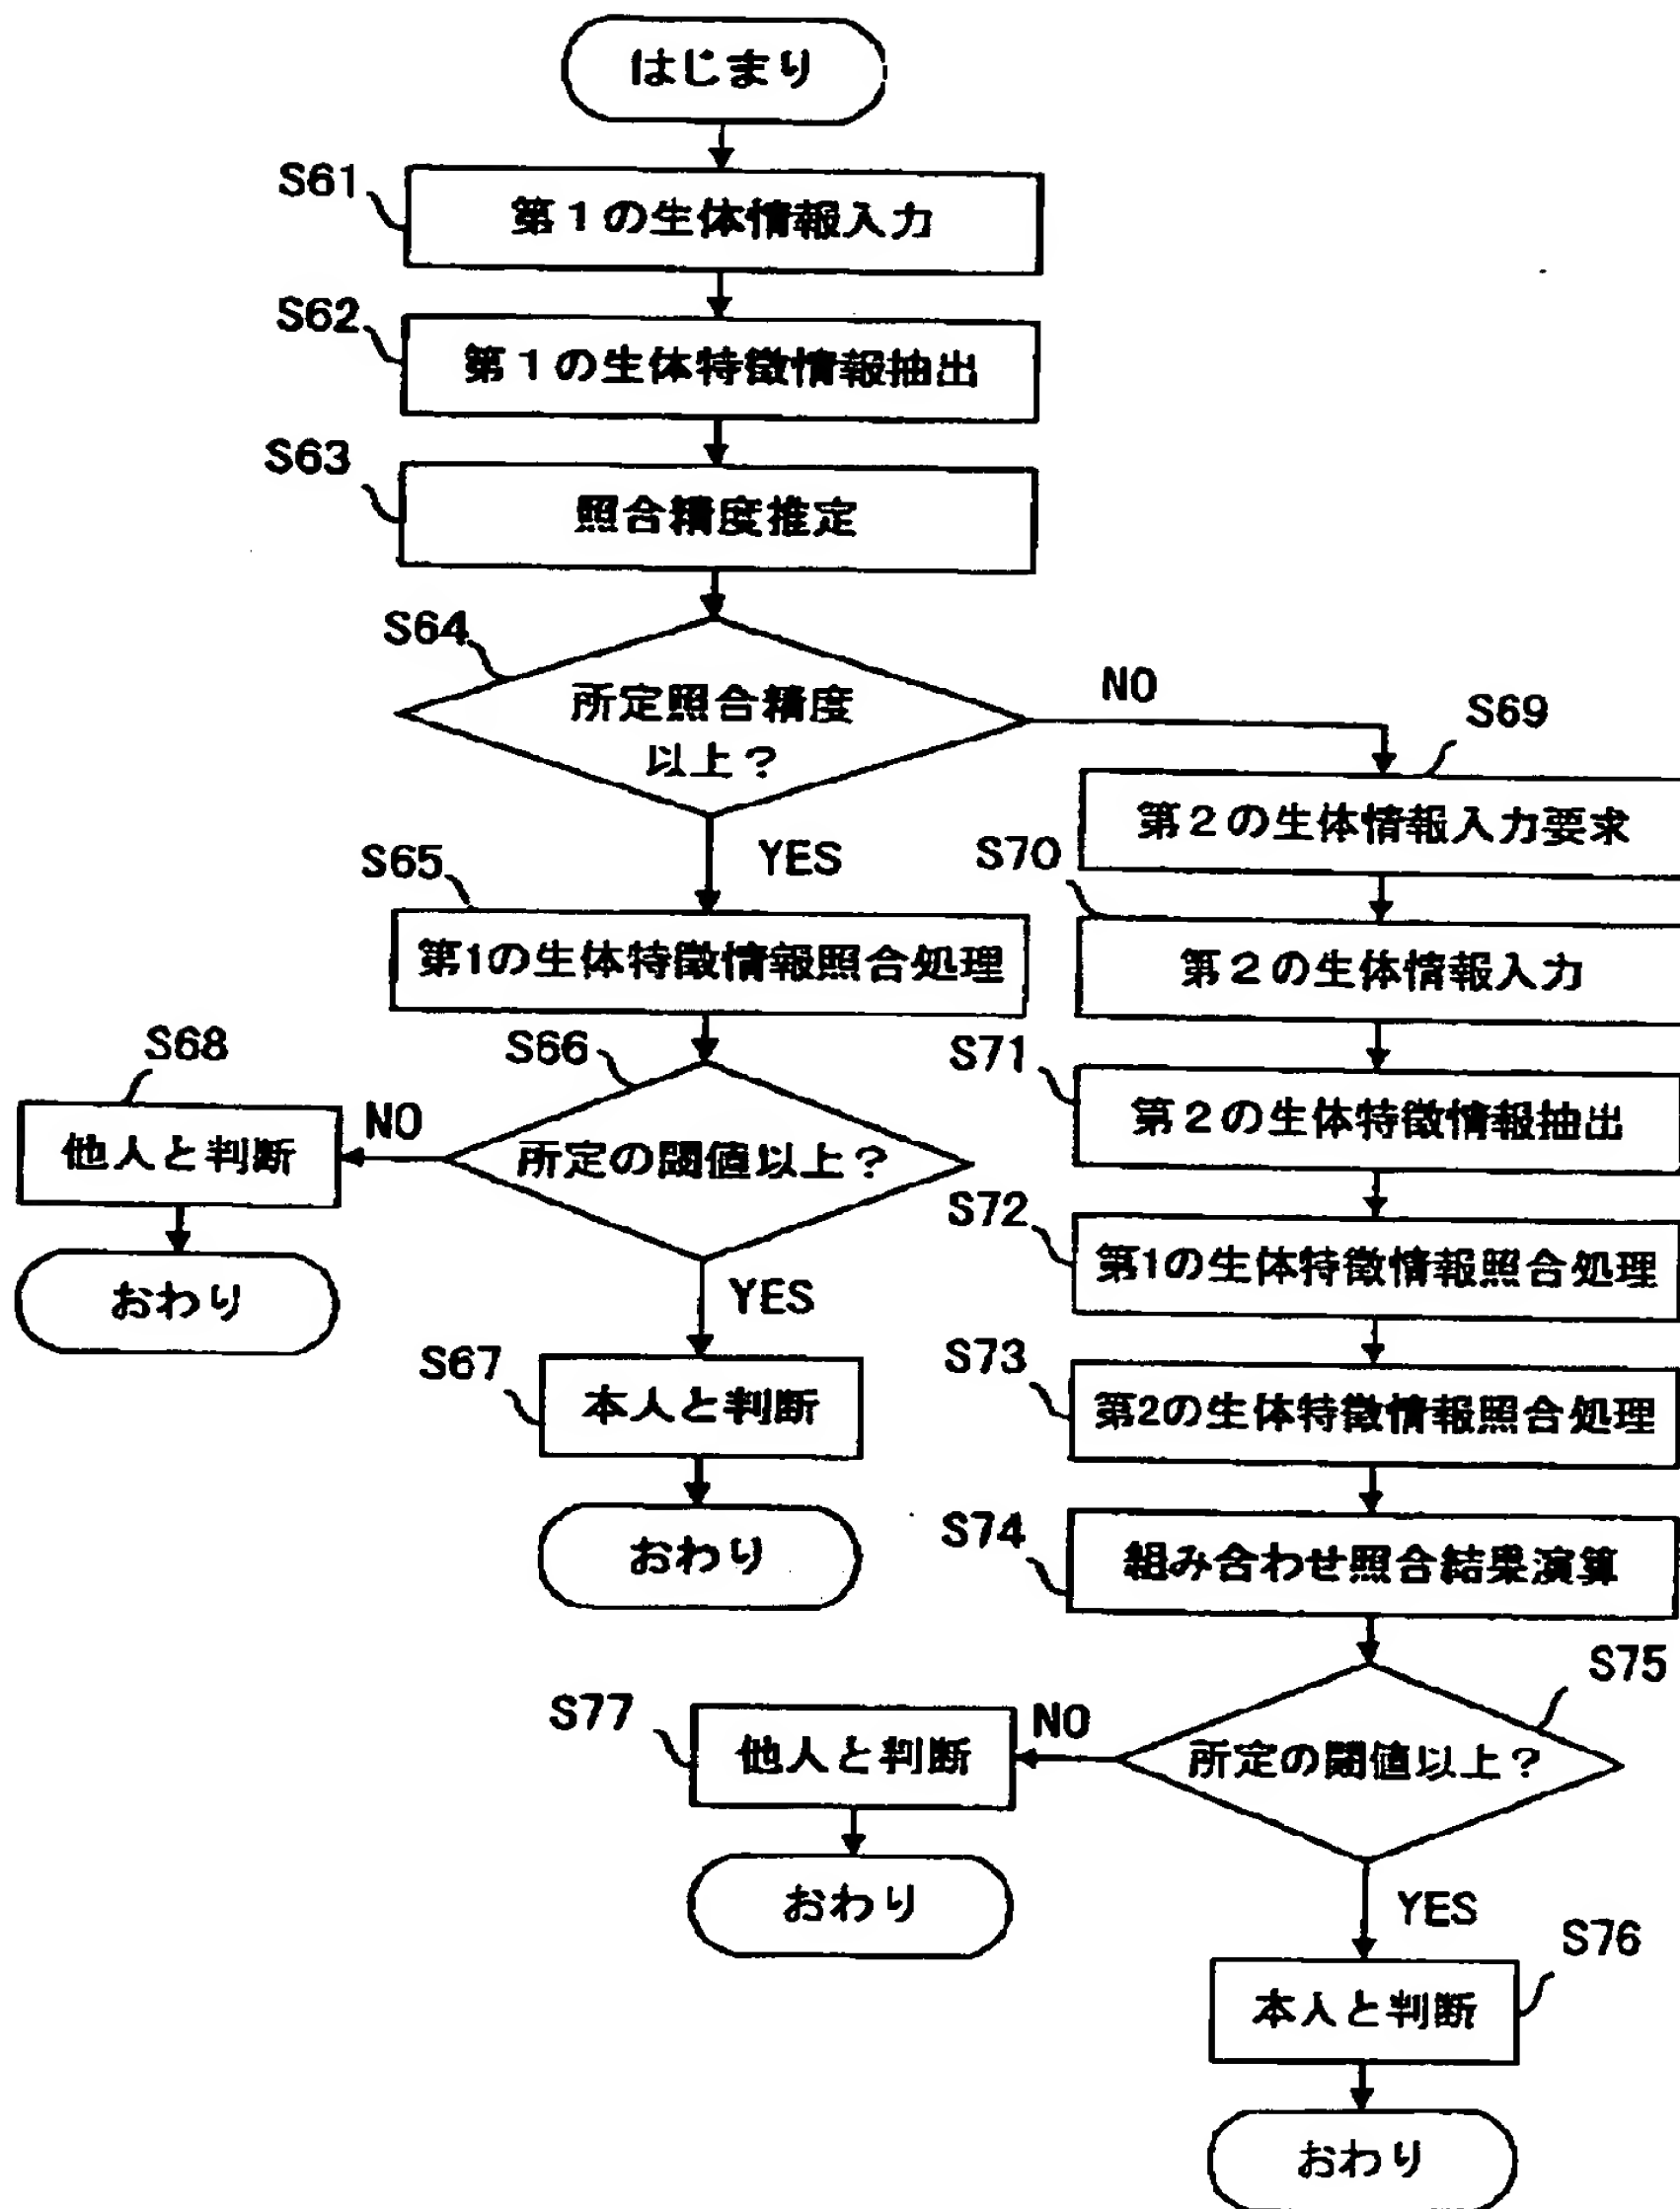 はじまり
S61
第1の生体情報入力
S62
第1の生体特徴情報抽出
S63
照合精度推定
S64
所定照合精度
以上?
NO
YES
S65
第1の生体特徴情報照合処理
S66
所定の閾値以上?
NO
S68
他人と判断
おわり
YES
S67
本人と判断
おわり
S69
第2の生体情報入力要求
S70
第2の生体情報入力
S71
第2の生体特徴情報抽出
S72
第1の生体特徴情報照合処理
S73
第2の生体特徴情報照合処理
S74
組み合わせ照合結果演算
S75
所定の閾値以上?
NO
S77
他人と判断
おわり
YES
S76
本人と判断
おわり